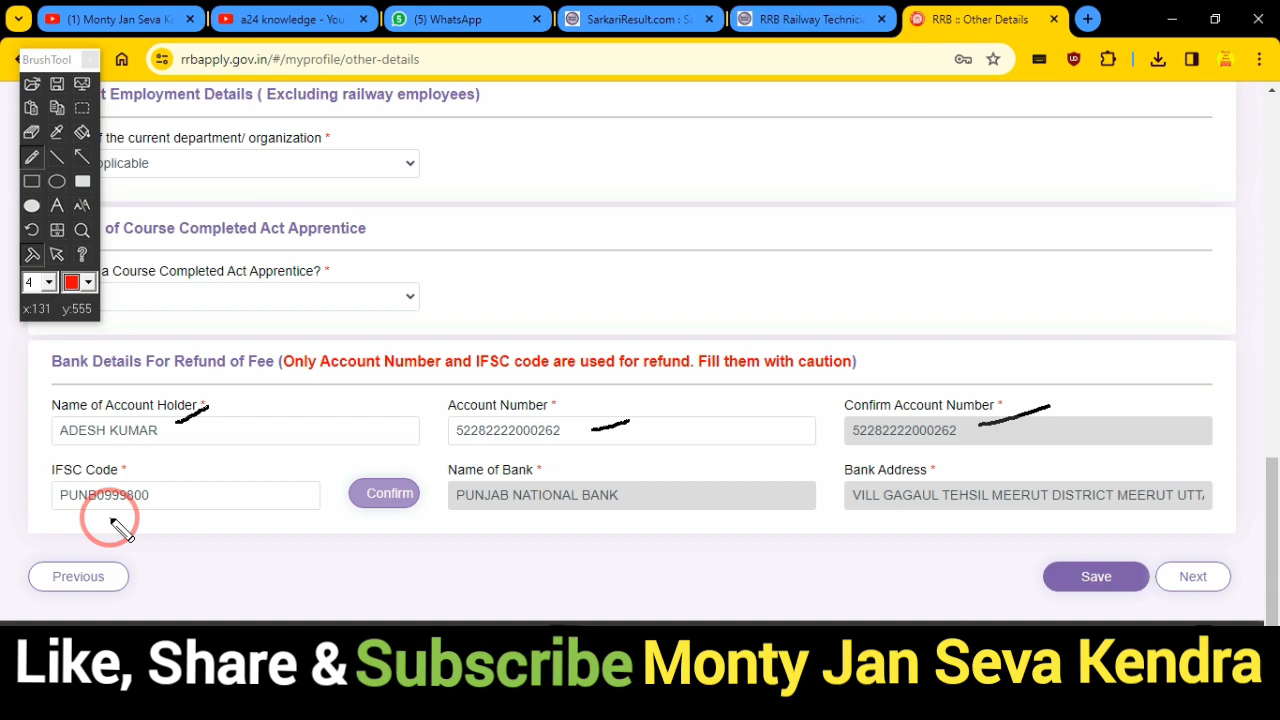 (1) Monty Jan Seva K
a24 knowledge - You
(5) WhatsApp
SarkariResult.com : Sa
RRB Railway Technici
RRB :: Other Details
rrbapply.gov.in/#/myprofile/other-details
BrushTool
t Employment Details ( Excluding railway employees)
f the current department/ organization *
pplicable
of Course Completed Act Apprentice
a Course Completed Act Apprentice? *
4
x:131 y:555
Bank Details For Refund of Fee (Only Account Number and IFSC code are used for refund. Fill them with caution)
Name of Account Holder * Account Number * Confirm Account Number *
ADESH KUMAR 52282222000262 52282222000262
IFSC Code * Name of Bank * Bank Address *
PUNB0999800 Confirm PUNJAB NATIONAL BANK VILL GAGAUL TEHSIL MEERUT DISTRICT MEERUT UTTA
Previous Save Next
Like, Share & Subscribe Monty Jan Seva Kendra